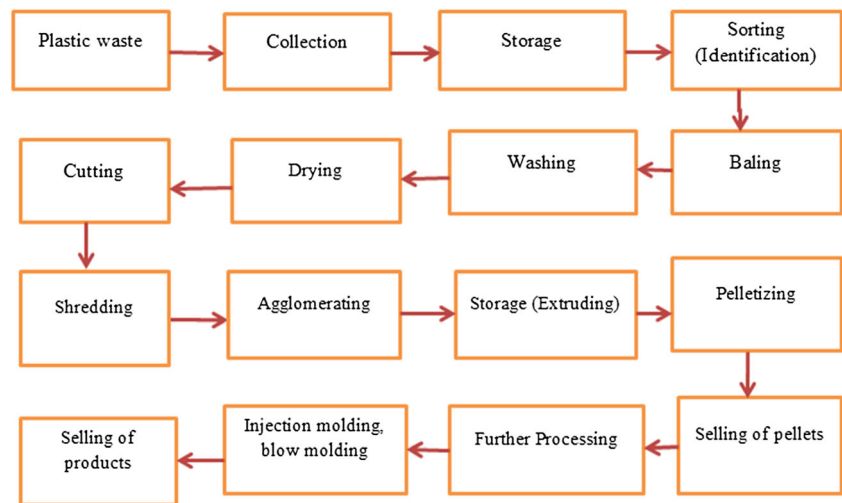 Plastic waste
Collection
Storage
Sorting
(Identification)
Baling
Washing
Drying
Cutting
Shredding
Agglomerating
Storage (Extruding)
Pelletizing
Selling of pellets
Further Processing
Injection molding,
blow molding
Selling of
products